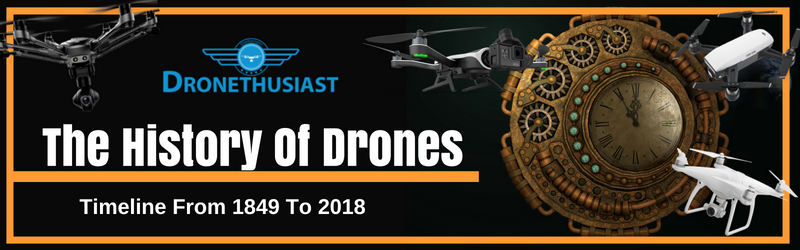 DRONETHUSIAST
The History Of Drones
Timeline From 1849 To 2018